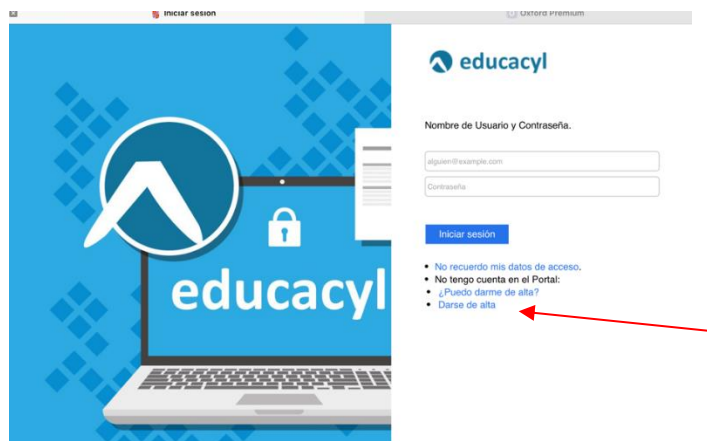 Iniciar sesión
Oxford Premium
educacyl
Nombre de Usuario y Contraseña.
alguien@example.com
Contraseña
Iniciar sesión
No recuerdo mis datos de acceso.
No tengo cuenta en el Portal:
¿Puedo darme de alta?
Darse de alta
educacyl